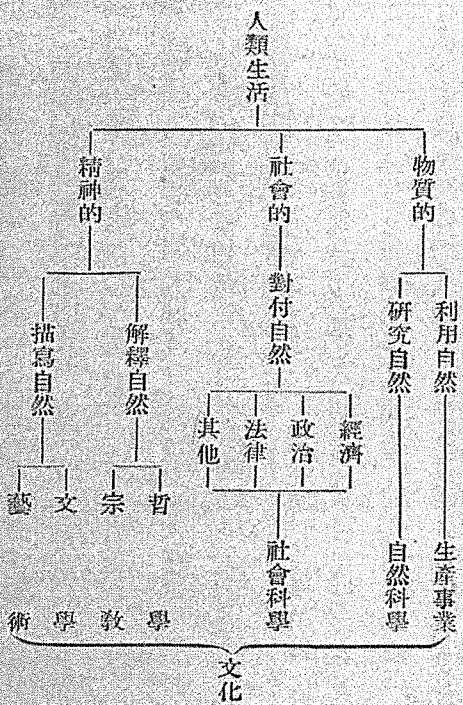 人類生活
物質的
社會的
精神的
利用自然
研究自然
對付自然
解釋自然
描寫自然
經濟
政治
法律
其他
哲學
宗教
文學
藝術
生產事業
自然科學
社會科學
文化